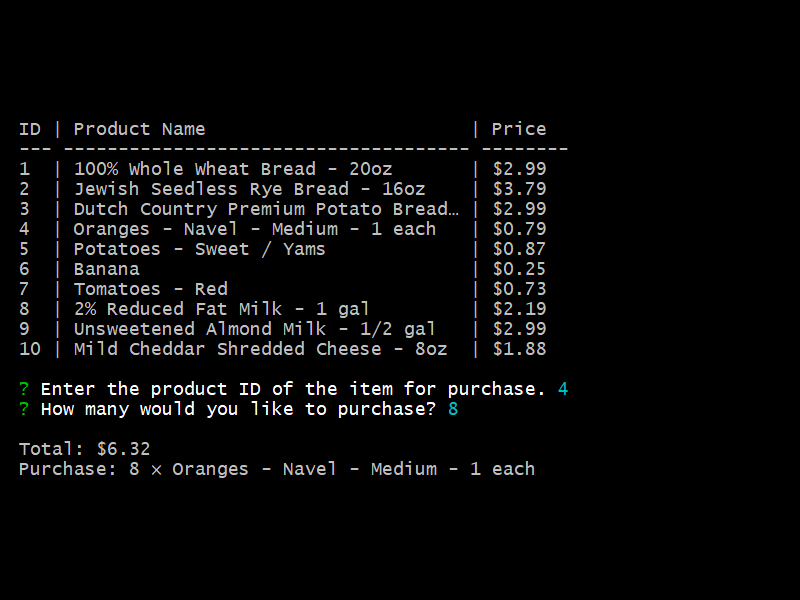 ID | Product Name                        | Price
--- ------------------------------------- --------
1  | 100% Whole Wheat Bread - 20oz       | $2.99
2  | Jewish Seedless Rye Bread - 16oz    | $3.79
3  | Dutch Country Premium Potato Bread… | $2.99
4  | Oranges - Navel - Medium - 1 each   | $0.79
5  | Potatoes - Sweet / Yams             | $0.87
6  | Banana                              | $0.25
7  | Tomatoes - Red                      | $0.73
8  | 2% Reduced Fat Milk - 1 gal         | $2.19
9  | Unsweetened Almond Milk - 1/2 gal   | $2.99
10 | Mild Cheddar Shredded Cheese - 8oz  | $1.88
? Enter the product ID of the item for purchase. 4
? How many would you like to purchase? 8
Total: $6.32
Purchase: 8 × Oranges - Navel - Medium - 1 each